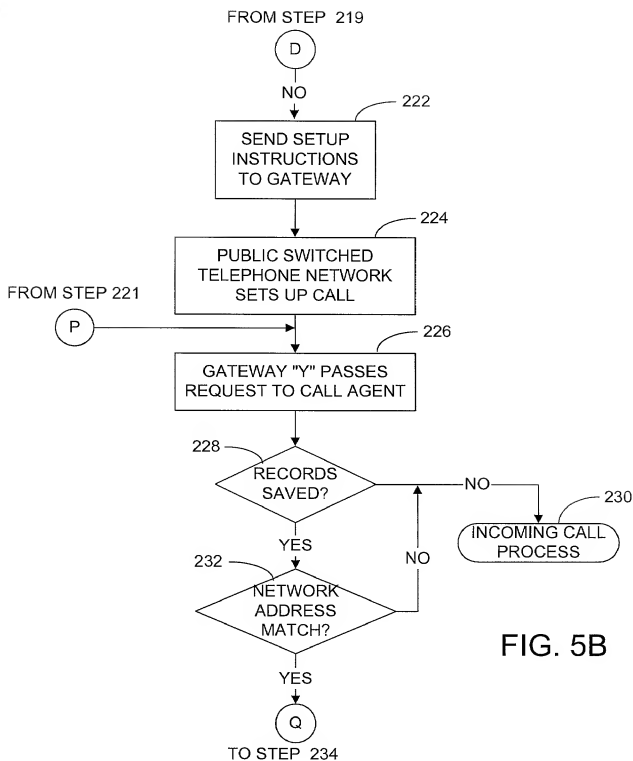 FROM STEP 219
D
NO
222
SEND SETUP
INSTRUCTIONS
TO GATEWAY
224
PUBLIC SWITCHED
TELEPHONE NETWORK
SETS UP CALL
FROM STEP 221
P
226
GATEWAY "Y" PASSES
REQUEST TO CALL AGENT
228
RECORDS
SAVED?
NO
230
INCOMING CALL
PROCESS
YES
NO
232
NETWORK
ADDRESS
MATCH?
FIG. 5B
YES
Q
TO STEP 234